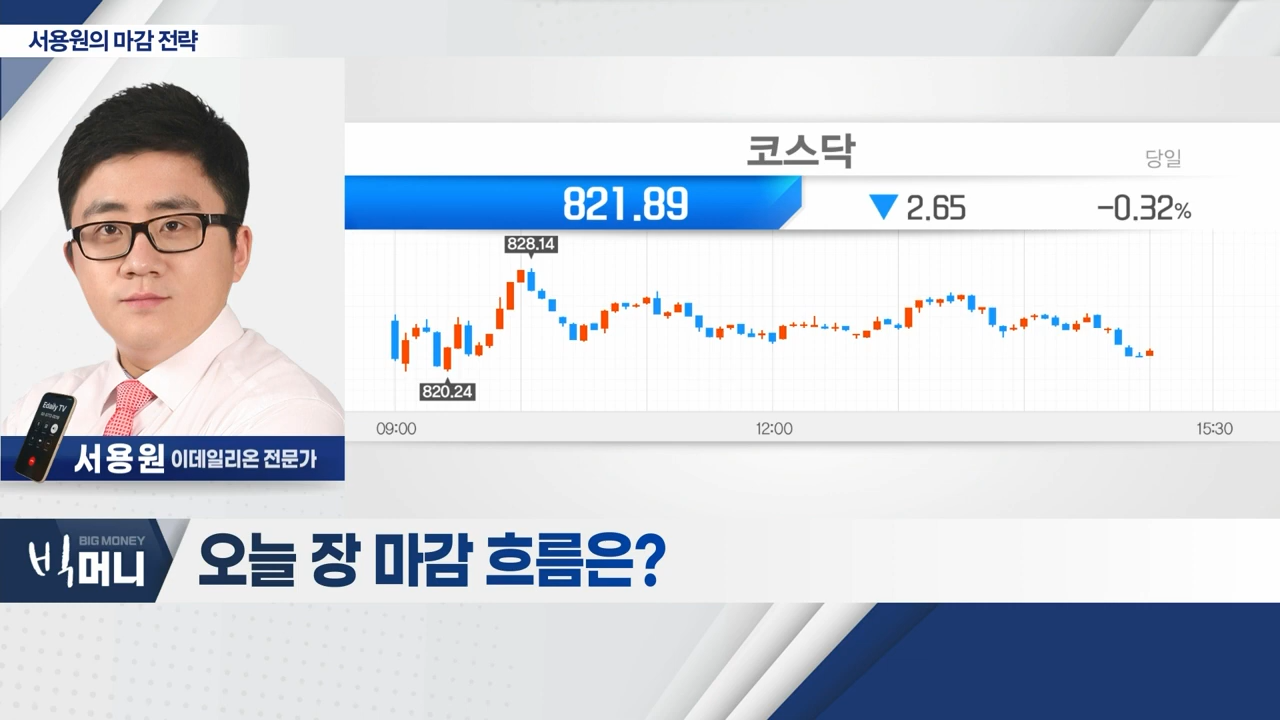 서용원의 마감 전략
코스닥
당일
821.89
▼ 2.65
-0.32%
828.14
820.24
09:00
12:00
15:30
Edaily TV
서용원 이데일리온 전문가
BIG MONEY
빅머니
오늘 장 마감 흐름은?